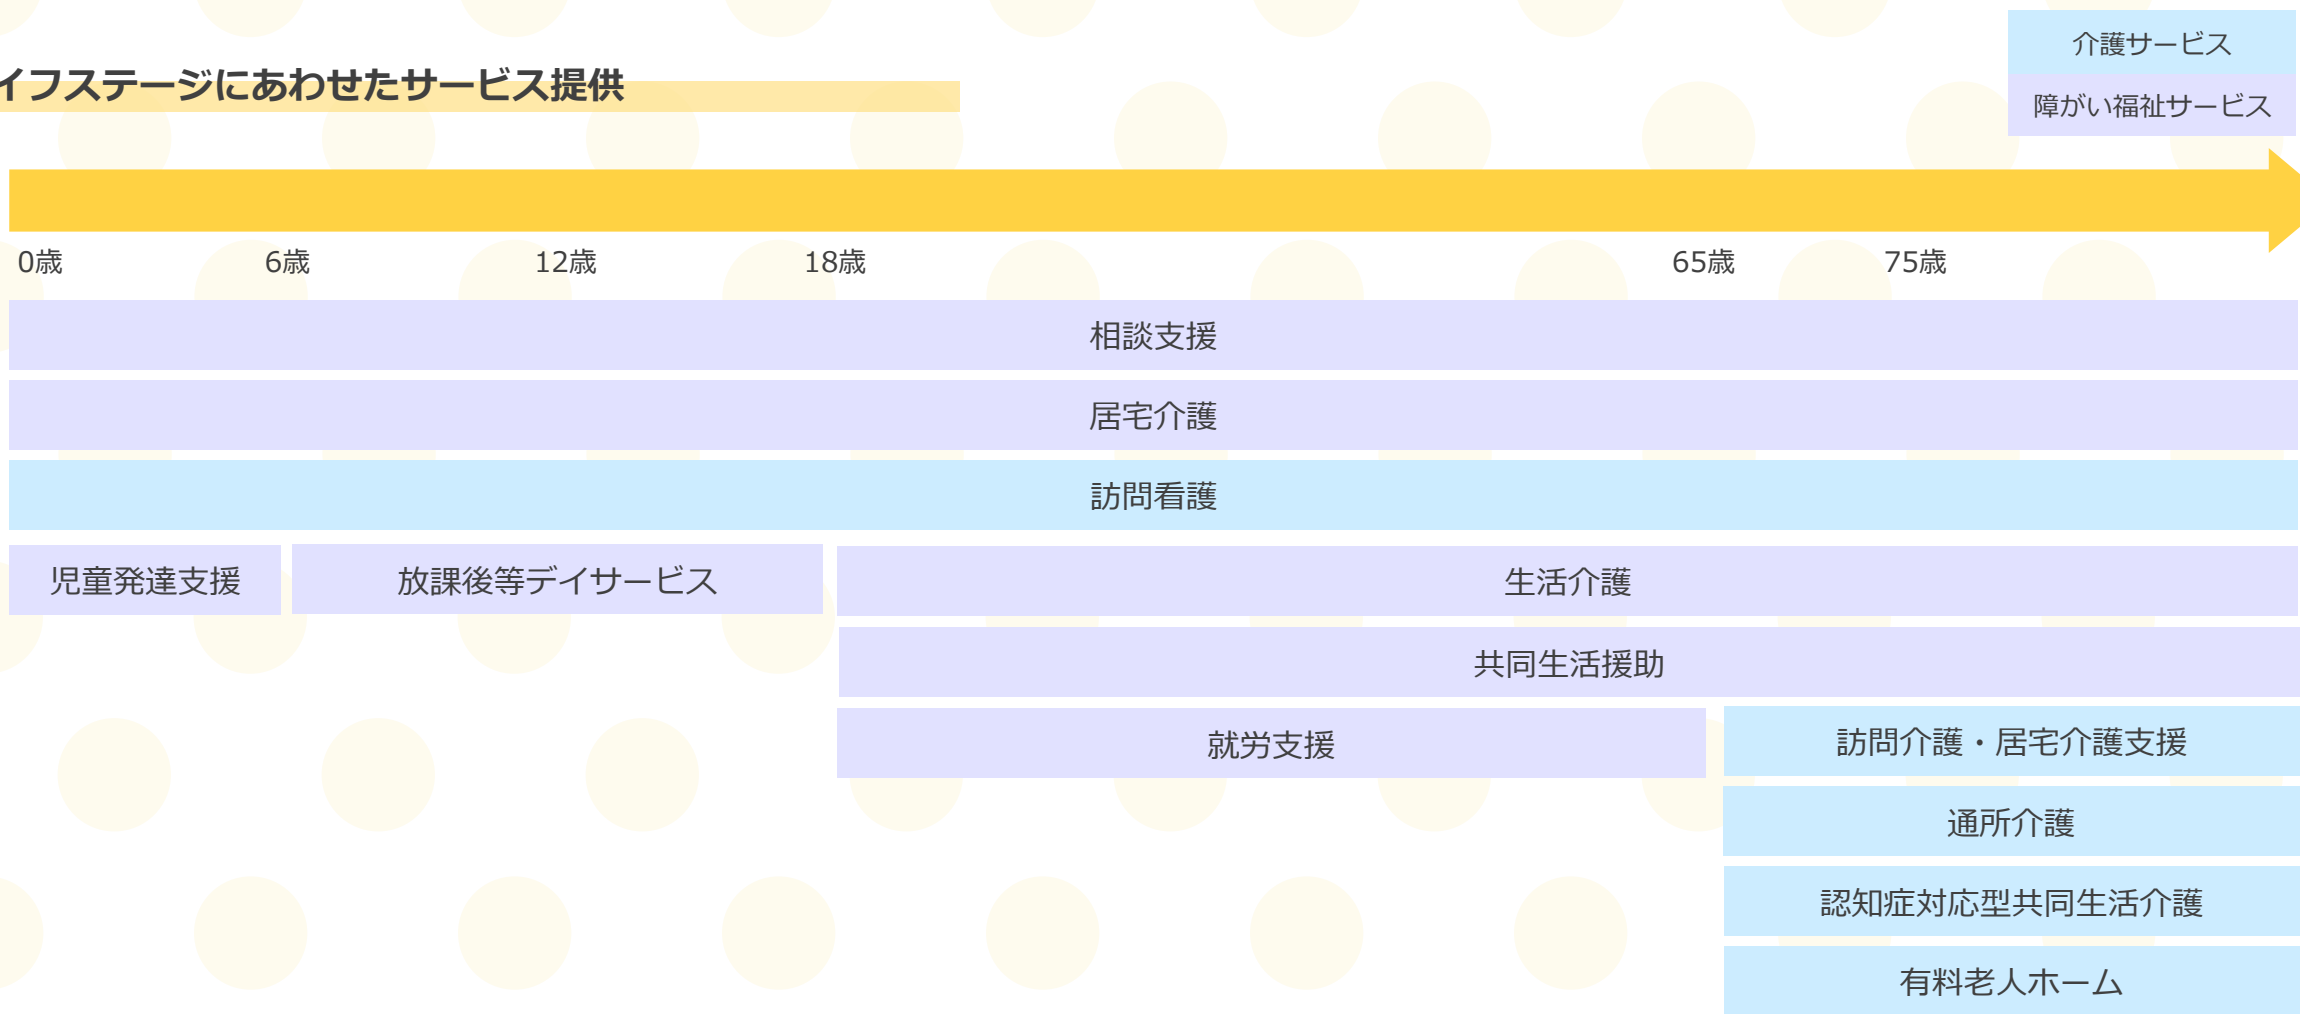 イフステージにあわせたサービス提供
介護サービス
障がい福祉サービス
0歳 6歳 12歳 18歳 65歳 75歳
相談支援
居宅介護
訪問看護
児童発達支援 放課後等デイサービス 生活介護
共同生活援助
就労支援 訪問介護・居宅介護支援
通所介護
認知症対応型共同生活介護
有料老人ホーム